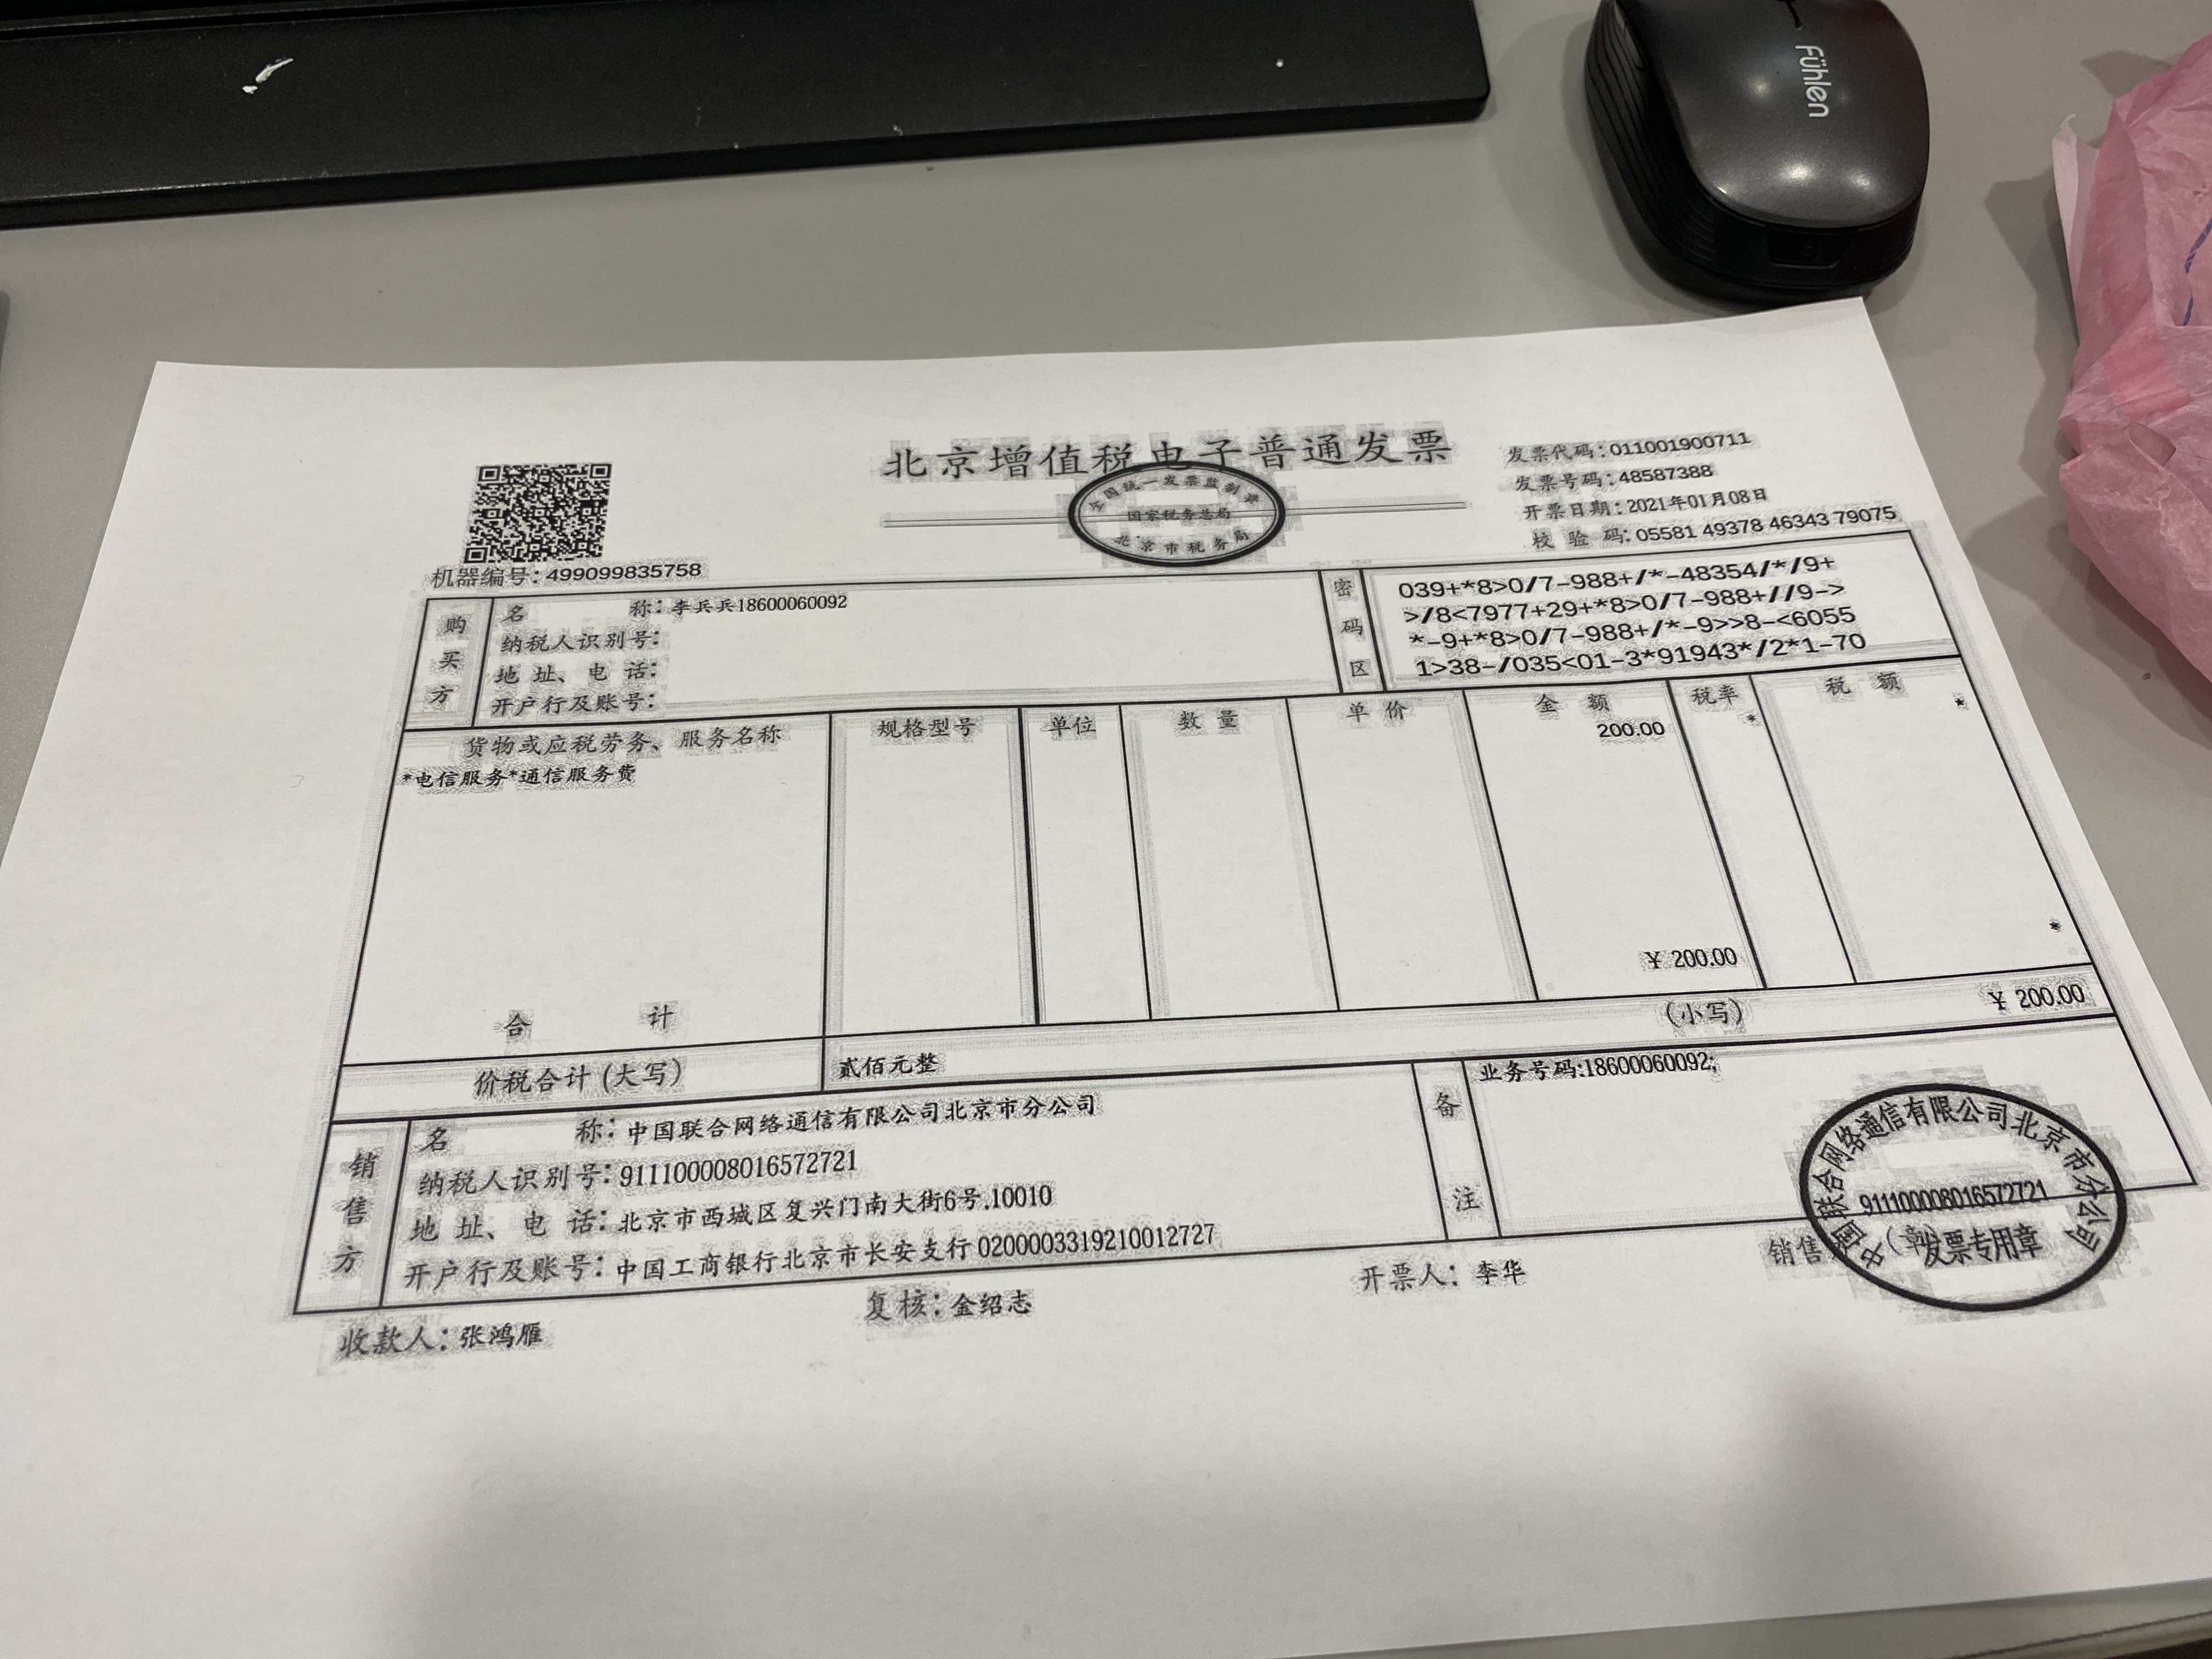 Fühlen
北京增值税电子普通发票
全国统一发票监制章
国家税务总局
北京市税务局
发票代码:011001900711
发票号码:48587388
开票日期:2021年01月08日
校 验 码:05581 49378 46343 79075
机器编号:499099835758
购买方
名 称:李兵兵18600060092
纳税人识别号:
地 址、电 话:
开户行及账号:
密码区
039+*8>0/7-988+/*-48354/*/9+
>/8<7977+29+*8>0/7-988+//9->
*-9+*8>0/7-988+/*-9>>8-<6055
1>38-/035<01-3*91943*/2*1-70
货物或应税劳务、服务名称 规格型号 单位 数 量 单 价 金 额 税率 税 额
*电信服务*通信服务费 200.00 * *
合 计 ¥ 200.00 *
价税合计(大写) 贰佰元整 (小写) ¥ 200.00
销售方
名 称:中国联合网络通信有限公司北京市分公司
纳税人识别号:911100008016572721
地 址、电 话:北京市西城区复兴门南大街6号,10010
开户行及账号:中国工商银行北京市长安支行0200003319210012727
备注
业务号码:18600060092;
收款人:张鸿雁 复核:金绍志 开票人:李华 销售 (章)
中国联合网络通信有限公司北京市分公司
911100008016572721
发票专用章